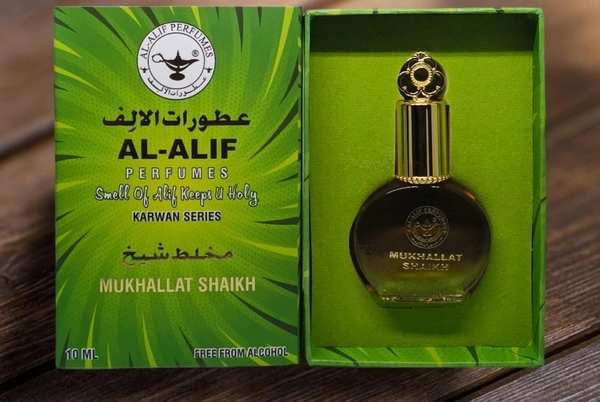 AL-ALIF PERFUMES
®
عطورات الالف
عطورات الالِف
AL-ALIF
PERFUMES
Smell Of Alif Keeps U Holy
KARWAN SERIES
مخلط شيخ
MUKHALLAT SHAIKH
10 ML
FREE FROM ALCOHOL
AL-ALIF PERFUMES
MUKHALLAT
SHAIKH